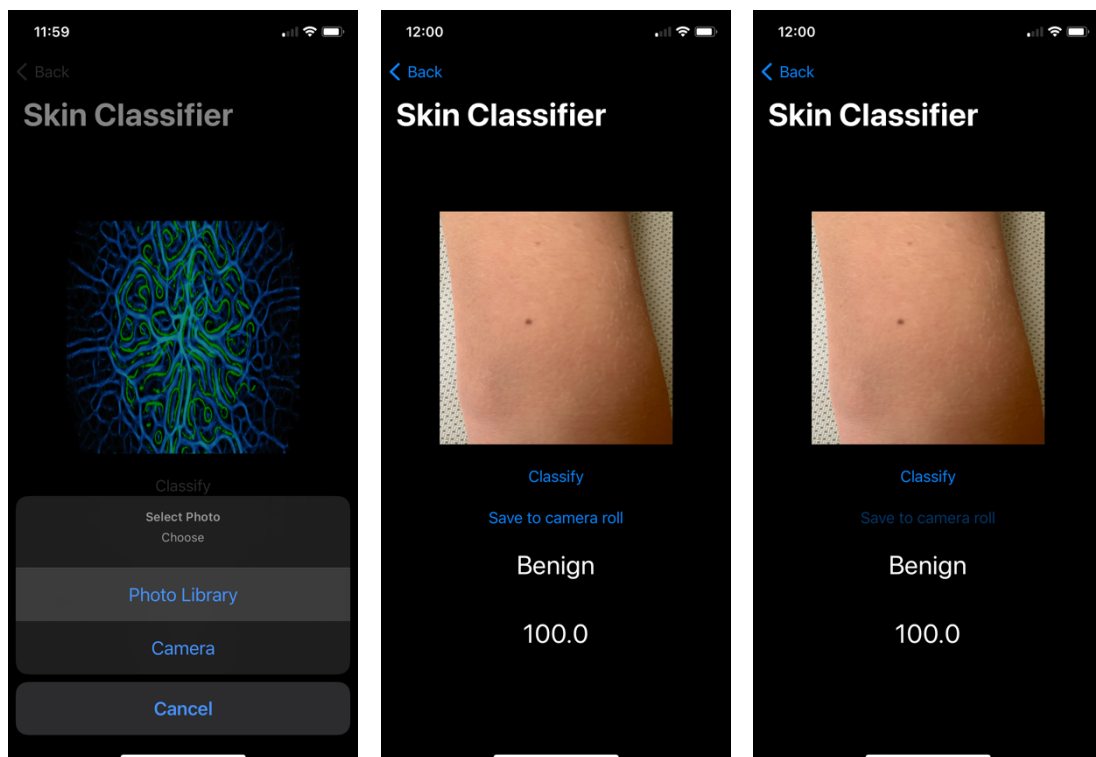 11:59
Back
Skin Classifier
Classify
Select Photo
Choose
Photo Library
Camera
Cancel
12:00
Back
Skin Classifier
Classify
Save to camera roll
Benign
100.0
12:00
Back
Skin Classifier
Classify
Save to camera roll
Benign
100.0